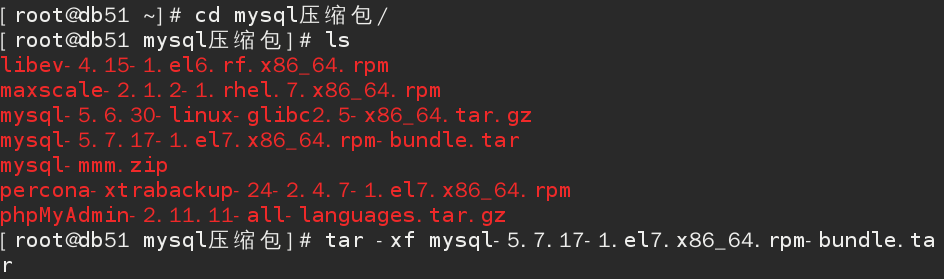 [root@db51 ~]# cd mysql压缩包/
[root@db51 mysql压缩包]# ls
libev-4.15-1.el6.rf.x86_64.rpm
maxscale-2.1.2-1.rhel.7.x86_64.rpm
mysql-5.6.30-linux-glibc2.5-x86_64.tar.gz
mysql-5.7.17-1.el7.x86_64.rpm-bundle.tar
mysql-mmm.zip
percona-xtrabackup-24-2.4.7-1.el7.x86_64.rpm
phpMyAdmin-2.11.11-all-languages.tar.gz
[root@db51 mysql压缩包]# tar -xf mysql-5.7.17-1.el7.x86_64.rpm-bundle.ta
r